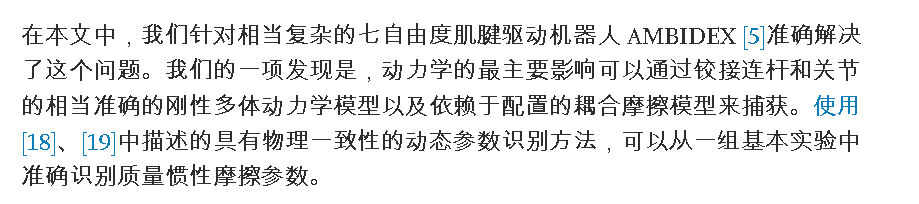 在本文中，我们针对相当复杂的七自由度肌腱驱动机器人 AMBIDEX [5]准确解决
了这个问题。我们的一项发现是，动力学的最主要影响可以通过铰接连杆和关节
的相当准确的刚性多体动力学模型以及依赖于配置的耦合摩擦模型来捕获。使用
[18]、[19]中描述的具有物理一致性的动态参数识别方法，可以从一组基本实验中
准确识别质量惯性摩擦参数。